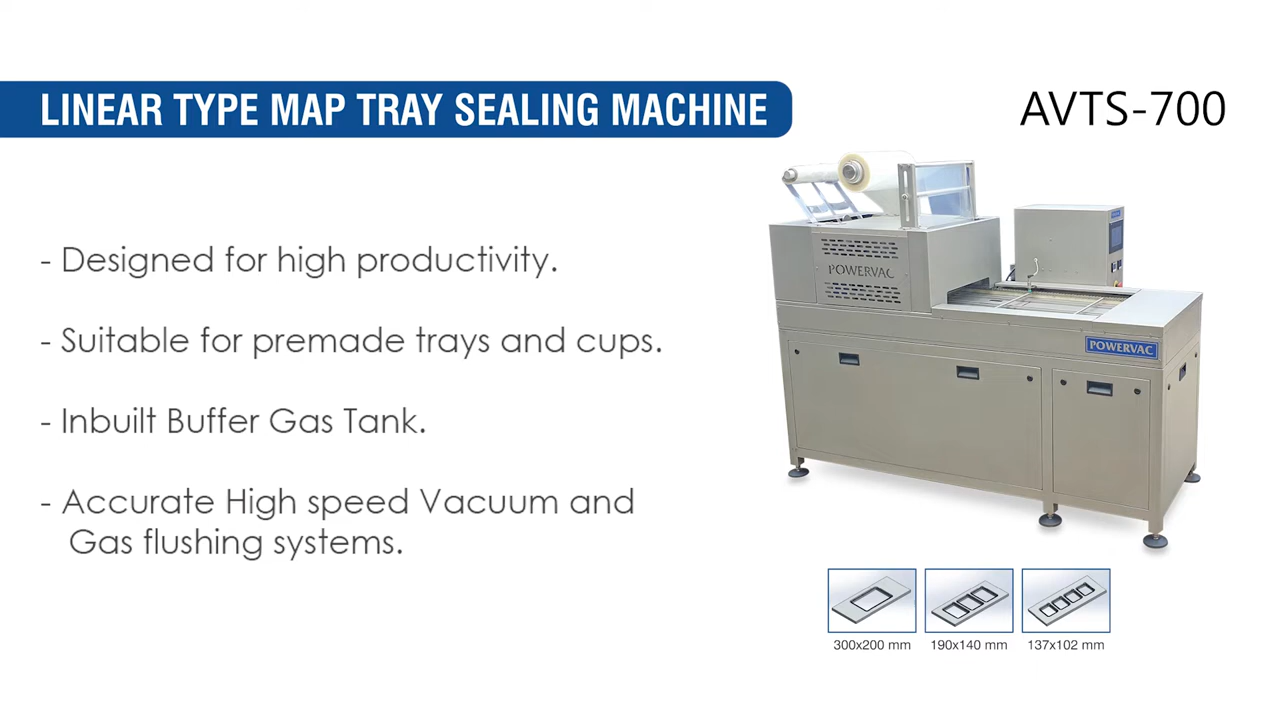 LINEAR TYPE MAP TRAY SEALING MACHINE
AVTS-700
- Designed for high productivity.
- Suitable for premade trays and cups.
- Inbuilt Buffer Gas Tank.
- Accurate High speed Vacuum and
Gas flushing systems.
POWERVAC
POWERVAC
300x200 mm
190x140 mm
137x102 mm